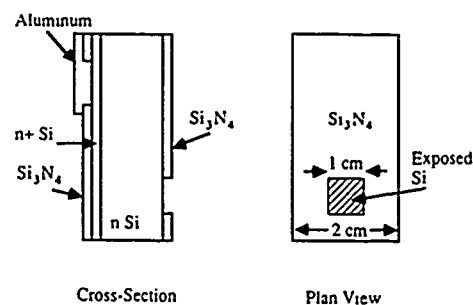 Aluminum
n+ Si
Si3N4
Si3N4
n Si
Cross-Section
Si3N4
1 cm
Exposed
Si
2 cm
Plan View